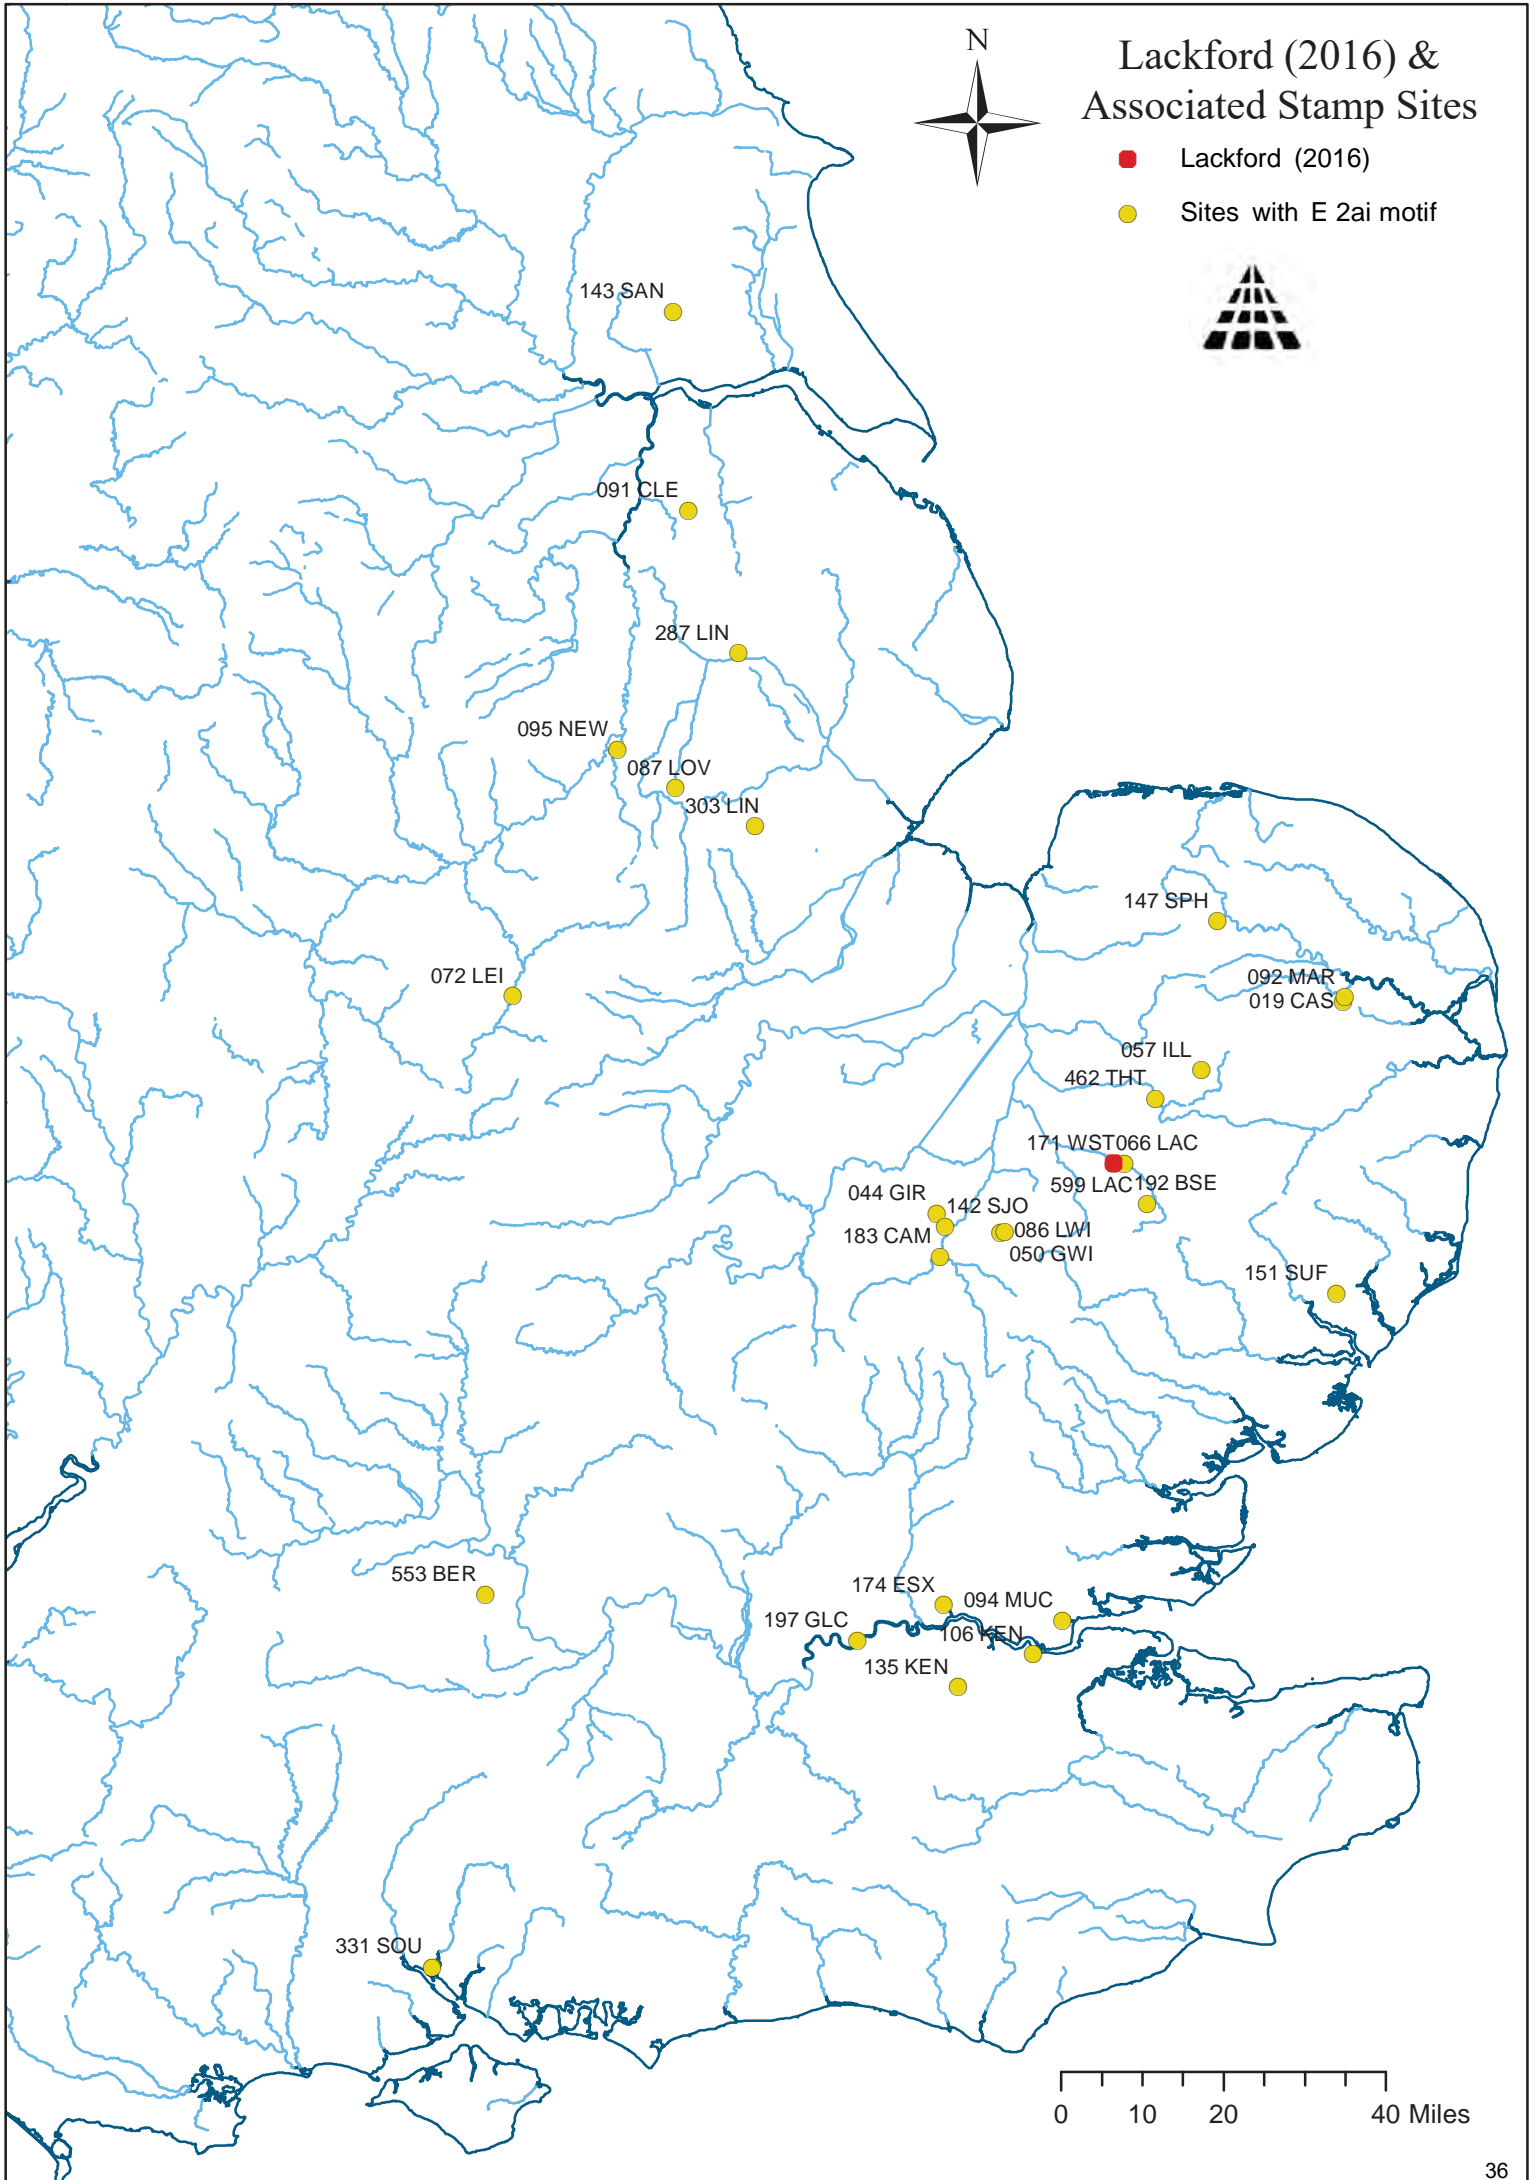 N
Lackford (2016) &
Associated Stamp Sites
Lackford (2016)
Sites with E 2ai motif
143 SAN
091 CLE
287 LIN
095 NEW
087 LOV
303 LIN
147 SPH
072 LEI
092 MAR
019 CAS
057 ILL
462 THT
171 WST066 LAC
599 LAC192 BSE
044 GIR
142 SJO
183 CAM
086 LWI
050 GWI
151 SUF
553 BER
174 ESX
094 MUC
197 GLC
106 KEN
135 KEN
331 SOU
0 10 20 40 Miles
36